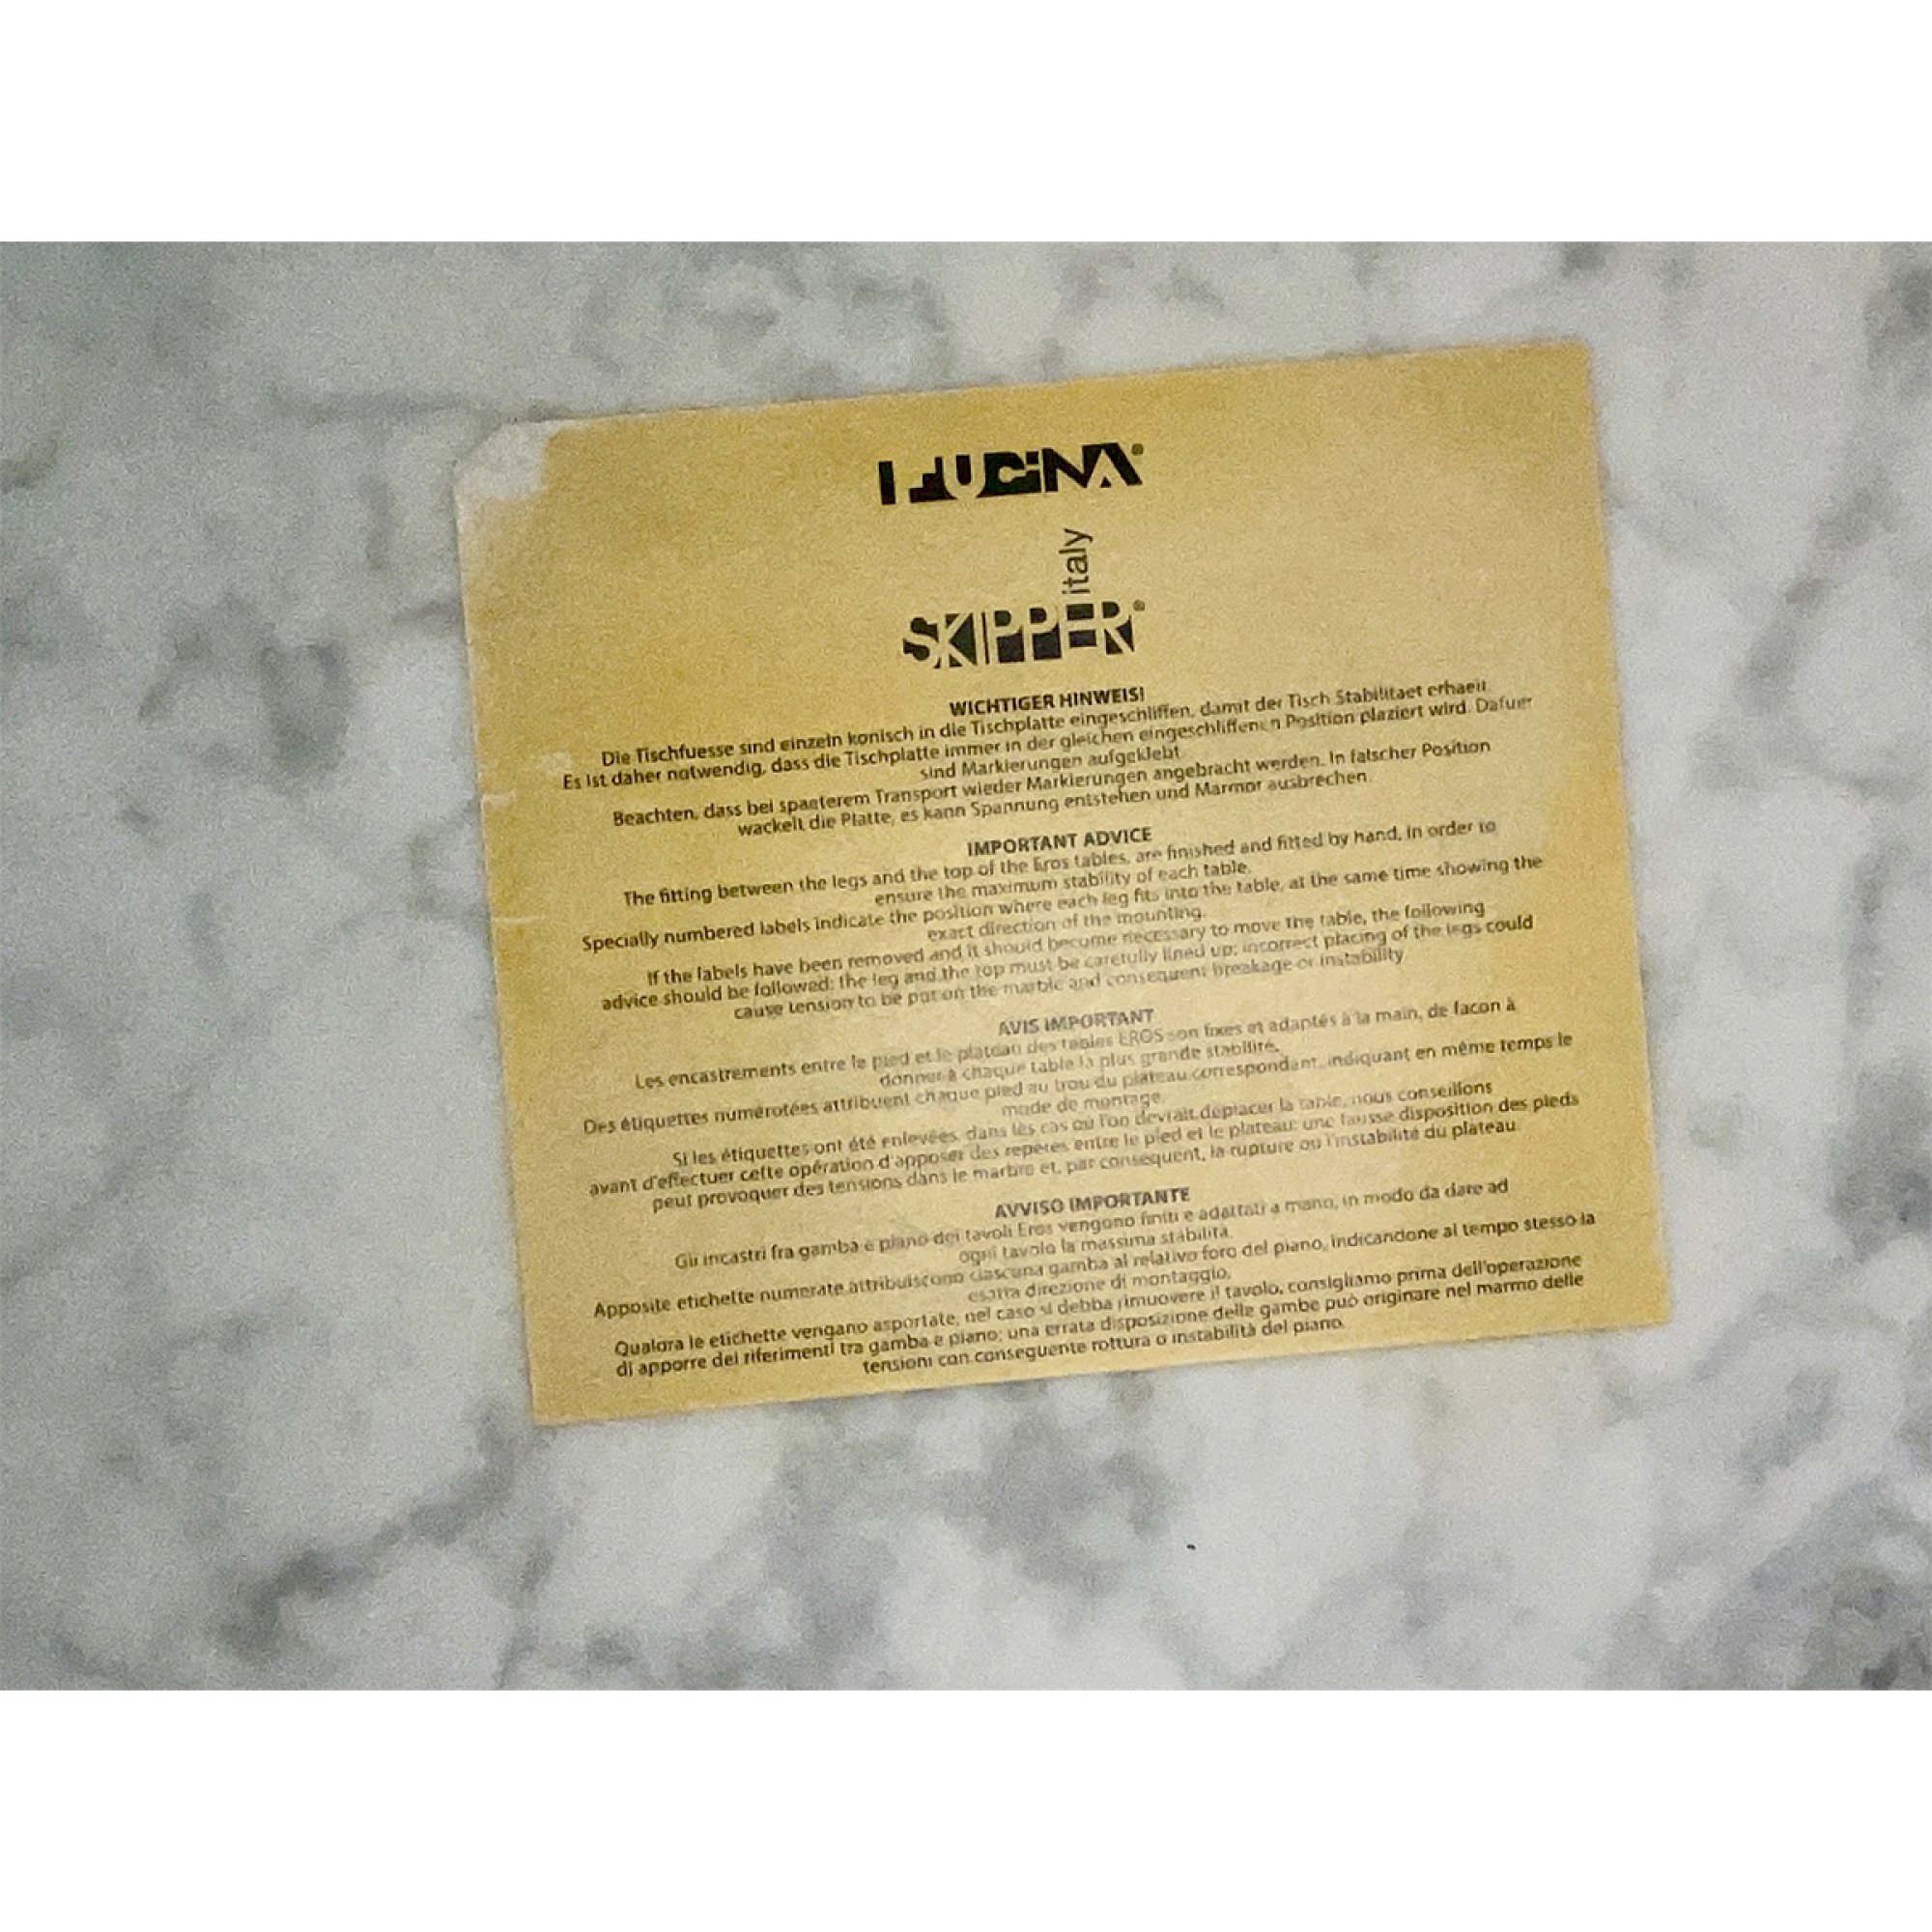 FUCINA®
italy
SKIPPER®
WICHTIGER HINWEIS!
Die Tischfuesse sind einzeln konisch in die Tischplatte eingeschliffen, damit der Tisch Stabilitaet erhaelt.
Es ist daher notwendig, dass die Tischplatte immer in der gleichen eingeschliffenen Position plaziert wird. Dafuer
sind Markierungen aufgeklebt.
Beachten, dass bei spaeterem Transport wieder Markierungen angebracht werden. In falscher Position
wackelt die Platte, es kann Spannung entstehen und Marmor ausbrechen.
IMPORTANT ADVICE
The fitting between the legs and the top of the Eros tables, are finished and fitted by hand, in order to
ensure the maximum stability of each table.
Specially numbered labels indicate the position where each leg fits into the table, at the same time showing the
exact direction of the mounting.
If the labels have been removed and it should become necessary to move the table, the following
advice should be followed: the leg and the top must be carefully lined up; incorrect placing of the legs could
cause tension to be put on the marble and consequent breakage or instability
AVIS IMPORTANT
Les encastrements entre le pied et le plateau des tables EROS son fixes et adaptés à la main, de facon à
donner à chaque table la plus grande stabilité.
Des étiquettes numérotées attribuent chaque pied au trou du plateau correspondant, indiquant en même temps le
mode de montage.
Si les étiquettes ont été enlevées, dans les cas où l'on devrait déplacer la table, nous conseillons
avant d'effectuer cette opération d'apposer des repères entre le pied et le plateau: une fausse disposition des pieds
peut provoquer des tensions dans le marbre et, par consequent, la rupture ou l'instabilité du plateau.
AVVISO IMPORTANTE
Gli incastri fra gamba e piano dei tavoli Eros vengono finiti e adattati a mano, in modo da dare ad
ogni tavolo la massima stabilità.
Apposite etichette numerate attribuiscono ciascuna gamba al relativo foro del piano, indicandone al tempo stesso la
esatta direzione di montaggio.
Qualora le etichette vengano asportate, nel caso si debba rimuovere il tavolo, consigliamo prima dell'operazione
di apporre dei riferimenti tra gamba e piano; una errata disposizione delle gambe può originare nel marmo delle
tensioni con conseguente rottura o instabilità del piano.